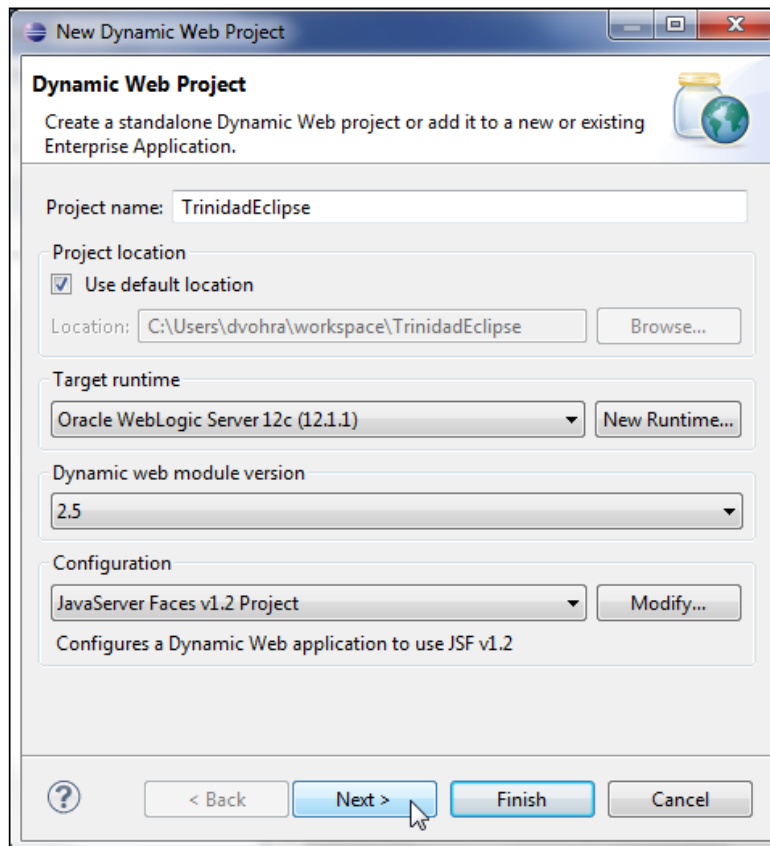 New Dynamic Web Project
Dynamic Web Project
Create a standalone Dynamic Web project or add it to a new or existing
Enterprise Application.
Project name: TrinidadEclipse
Project location
Use default location
Location: C:\Users\dvohra\workspace\TrinidadEclipse Browse...
Target runtime
Oracle WebLogic Server 12c (12.1.1) New Runtime...
Dynamic web module version
2.5
Configuration
JavaServer Faces v1.2 Project Modify...
Configures a Dynamic Web application to use JSF v1.2
? < Back Next > Finish Cancel